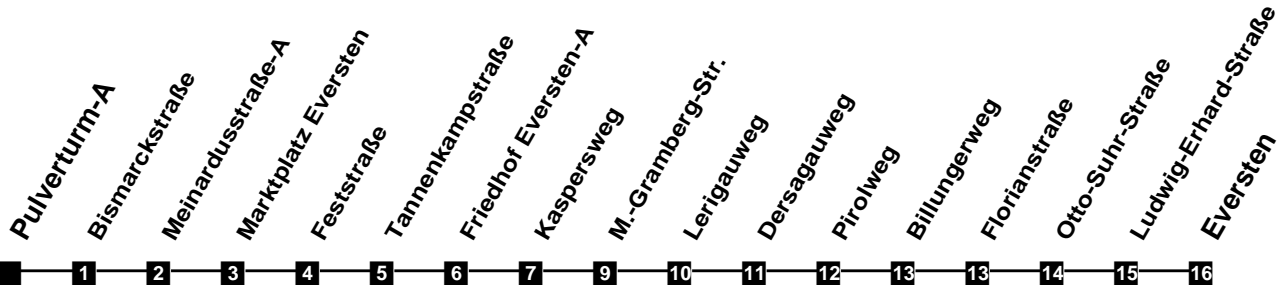 Pulverturm-A
Bismarckstraße
Meinardusstraße-A
Marktplatz Eversten
Feststraße
Tannenkampstraße
Friedhof Eversten-A
Kaspersweg
M.-Gramberg-Str.
Lerigauweg
Dersagauweg
Pirolweg
Billungerweg
Florianstraße
Otto-Suhr-Straße
Ludwig-Erhard-Straße
Eversten
1 2 3 4 5 6 7 9 10 11 12 13 13 14 15 16